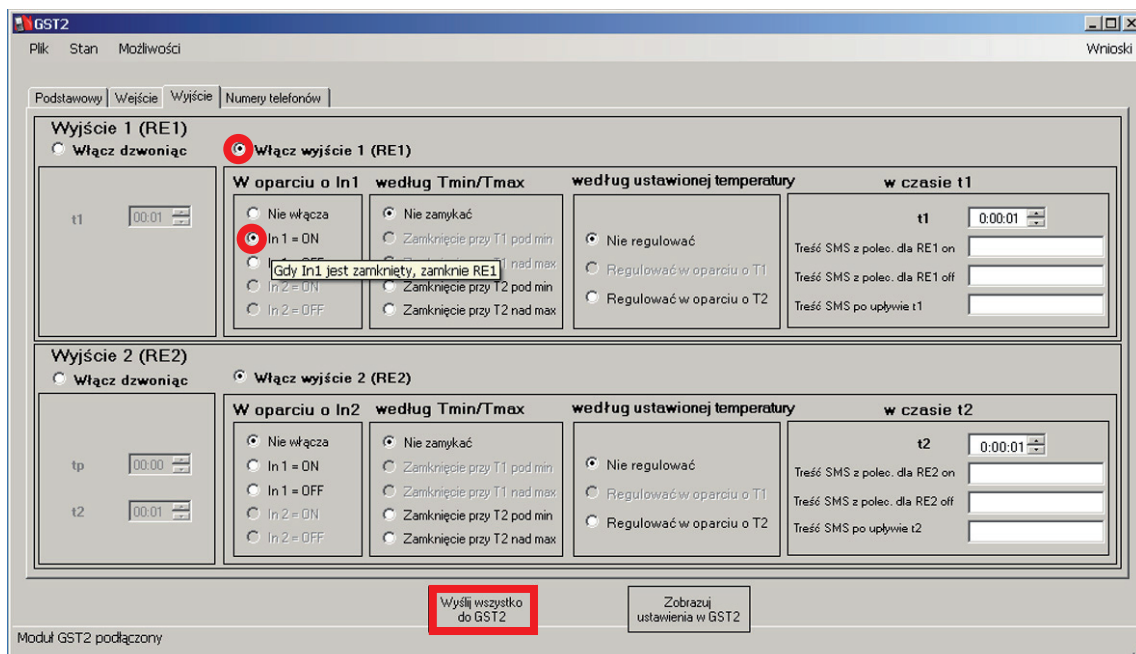 GST2
Plik Stan Możliwości Wnioski
Podstawowy Wejście Wyjście Numery telefonów
Wyjście 1 (RE1)
Włącz dzwoniąc Włącz wyjście 1 (RE1)
W oparciu o In1 według Tmin/Tmax według ustawionej temperatury w czasie t1
t1 00:01
Nie włącza
In 1 = ON
In 2 = ON
In 2 = OFF
Gdy In1 jest zamknięty, zamknie RE1
Nie zamykać
Zamknięcie przy T1 pod min
nad max
Zamknięcie przy T2 pod min
Zamknięcie przy T2 nad max
Nie regulować
Regulować w oparciu o T1
Regulować w oparciu o T2
t1 0:00:01
Treść SMS z polec. dla RE1 on
Treść SMS z polec. dla RE1 off
Treść SMS po upływie t1
Wyjście 2 (RE2)
Włącz dzwoniąc Włącz wyjście 2 (RE2)
W oparciu o In2 według Tmin/Tmax według ustawionej temperatury w czasie t2
tp 00:00
t2 00:01
Nie włącza
In 1 = ON
In 1 = OFF
In 2 = ON
In 2 = OFF
Nie zamykać
Zamknięcie przy T1 pod min
Zamknięcie przy T1 nad max
Zamknięcie przy T2 pod min
Zamknięcie przy T2 nad max
Nie regulować
Regulować w oparciu o T1
Regulować w oparciu o T2
t2 0:00:01
Treść SMS z polec. dla RE2 on
Treść SMS z polec. dla RE2 off
Treść SMS po upływie t2
Wyślij wszystko
do GST2
Zobrazuj
ustawienia w GST2
Moduł GST2 podłączony